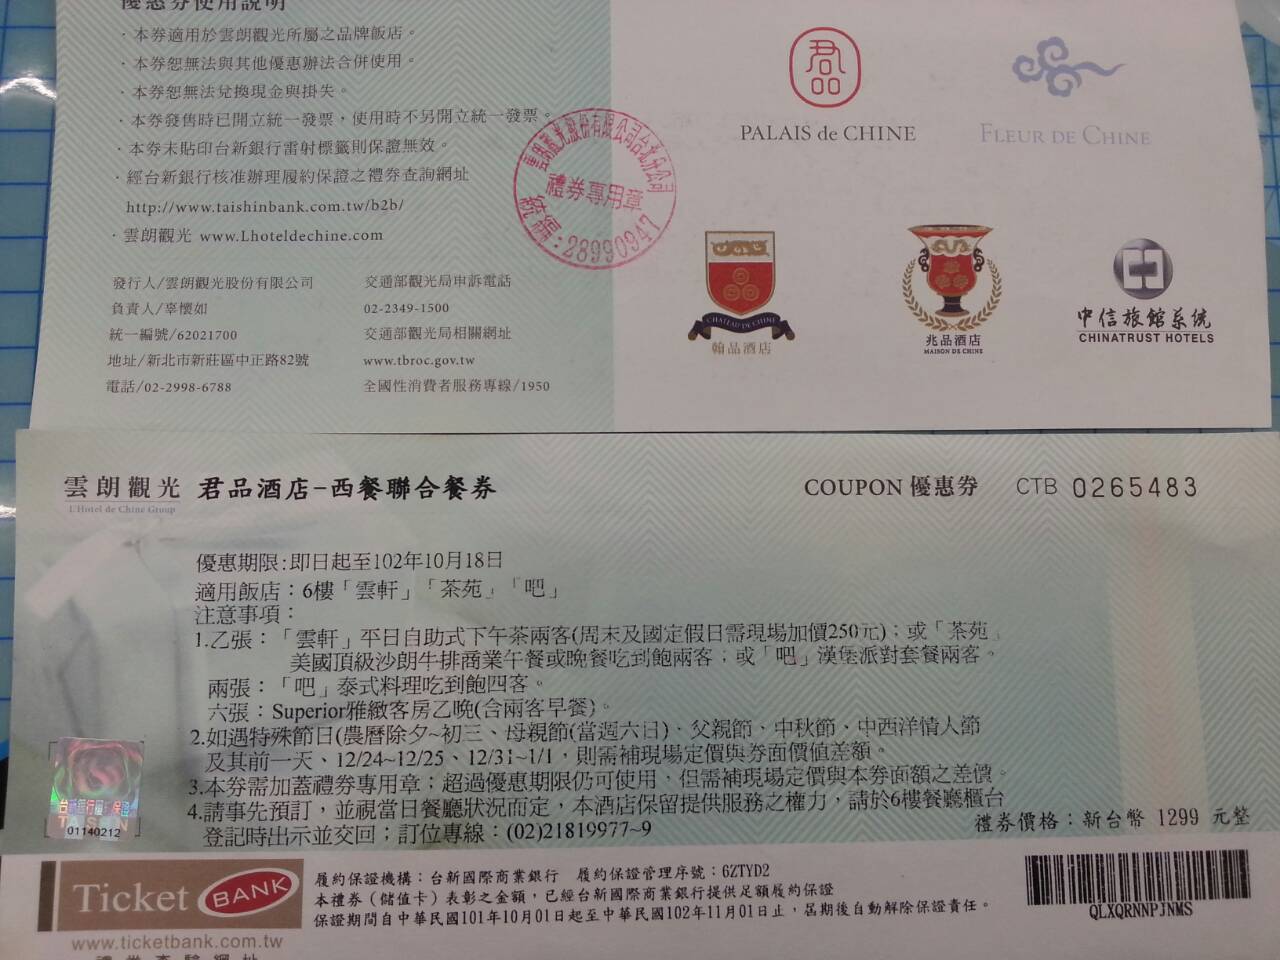 優惠券使用說明
·本券適用於雲朗觀光所屬之品牌飯店。
·本券恕無法與其他優惠辦法合併使用。
·本券恕無法兌換現金與掛失。
·本券發售時已開立統一發票，使用時不另開立統一發票。
·本券未貼印台新銀行雷射標籤則保證無效。
·經台新銀行核准辦理履約保證之禮券查詢網址
http://www.taishinbank.com.tw/b2b/
·雲朗觀光 www.Lhoteldechine.com
發行人/雲朗觀光股份有限公司
負責人/辜懷如
統一編號/62021700
地址/新北市新莊區中正路82號
電話/02-2998-6788
交通部觀光局申訴電話
02-2349-1500
交通部觀光局相關網址
www.tbroc.gov.tw
全國性消費者服務專線/1950
雲朗觀光股份有限公司台北分公司
禮券專用章
統編:28990947
君品
PALAIS de CHINE
FLEUR DE CHINE
CHATEAU DE CHINE
翰品酒店
兆品酒店
MAISON DE CHINE
中信旅館系統
CHINATRUST HOTELS
雲朗觀光
L'Hotel de Chine Group
君品酒店-西餐聯合餐券
COUPON 優惠券
CTB 0265483
優惠期限:即日起至102年10月18日
適用飯店：6樓「雲軒」「茶苑」「吧」
注意事項：
1.乙張：「雲軒」平日自助式下午茶兩客(周末及國定假日需現場加價250元)；或「茶苑」
美國頂級沙朗牛排商業午餐或晚餐吃到飽兩客；或「吧」漢堡派對套餐兩客。
兩張：「吧」泰式料理吃到飽四客。
六張：Superior雅緻客房乙晚(含兩客早餐)。
2.如遇特殊節日(農曆除夕~初三、母親節(當週六日)、父親節、中秋節、中西洋情人節
及其前一天、12/24~12/25、12/31~1/1，則需補現場定價與券面價值差額。
3.本券需加蓋禮券專用章；超過優惠期限仍可使用，但需補現場定價與本券面額之差價。
4.請事先預訂，並視當日餐廳狀況而定，本酒店保留提供服務之權力，請於6樓餐廳櫃台
登記時出示並交回；訂位專線：(02)21819977~9
禮券價格：新台幣 1299 元整
01140212
Ticket BANK
www.ticketbank.com.tw
禮券查驗網址
履約保證機構：台新國際商業銀行 履約保證管理序號：6ZTYD2
本禮券（儲值卡）表彰之金額，已經台新國際商業銀行提供足額履約保證
保證期間自中華民國101年10月01日起至中華民國102年11月01日止，屆期後自動解除保證責任。
QLXQRNNPJNMS